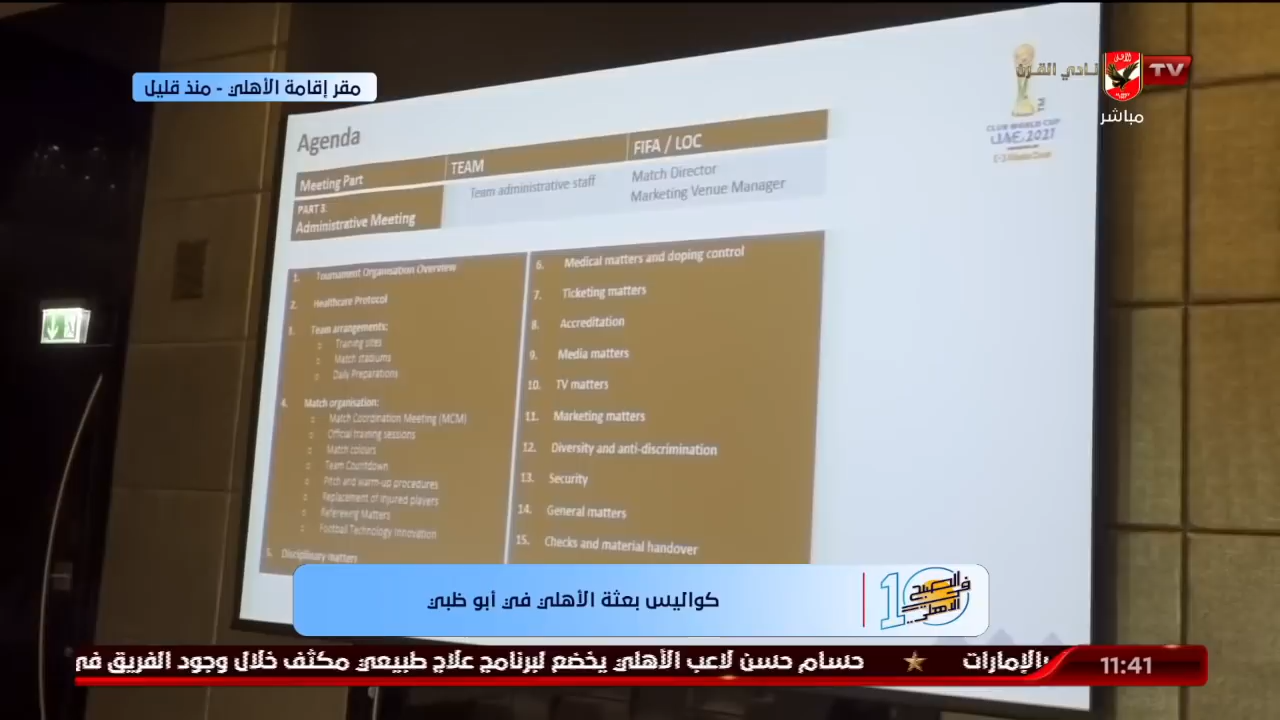 مقر إقامة الأهلي - منذ قليل
نادي القرن
TV
مباشر
CLUB WORLD CUP
UAE 2021
Agenda
Meeting Part
TEAM
FIFA / LOC
PART 3:
Administrative Meeting
Team administrative staff
Match Director
Marketing Venue Manager
1. Tournament Organisation Overview
2. Healthcare Protocol
3. Team arrangements:
Training sites
Match stadiums
Daily Preparations
4. Match organisation:
Match Coordination Meeting (MCM)
Official training sessions
Match colours
Team Countdown
Pitch and warm-up procedures
Replacement of injured players
Refereeing Matters
Football Technology Innovation
5. Disciplinary matters
6. Medical matters and doping control
7. Ticketing matters
8. Accreditation
9. Media matters
10. TV matters
11. Marketing matters
12. Diversity and anti-discrimination
13. Security
14. General matters
15. Checks and material handover
كواليس بعثة الأهلي في أبو ظبي
10
في الأهلي
بالإمارات ★ حسام حسن لاعب الأهلي يخضع لبرنامج علاج طبيعي مكثف خلال وجود الفريق في
11:41